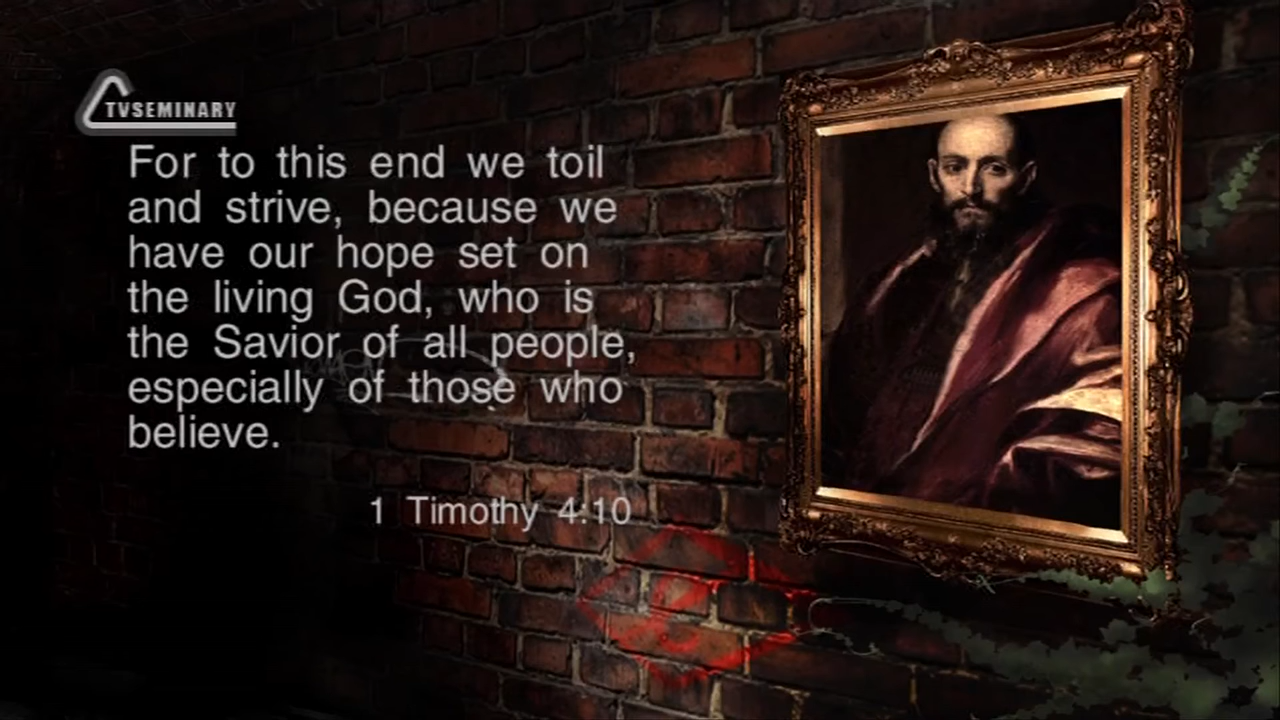 TVSEMINARY
For to this end we toil
and strive, because we
have our hope set on
the living God, who is
the Savior of all people,
especially of those who
believe.
1 Timothy 4:10